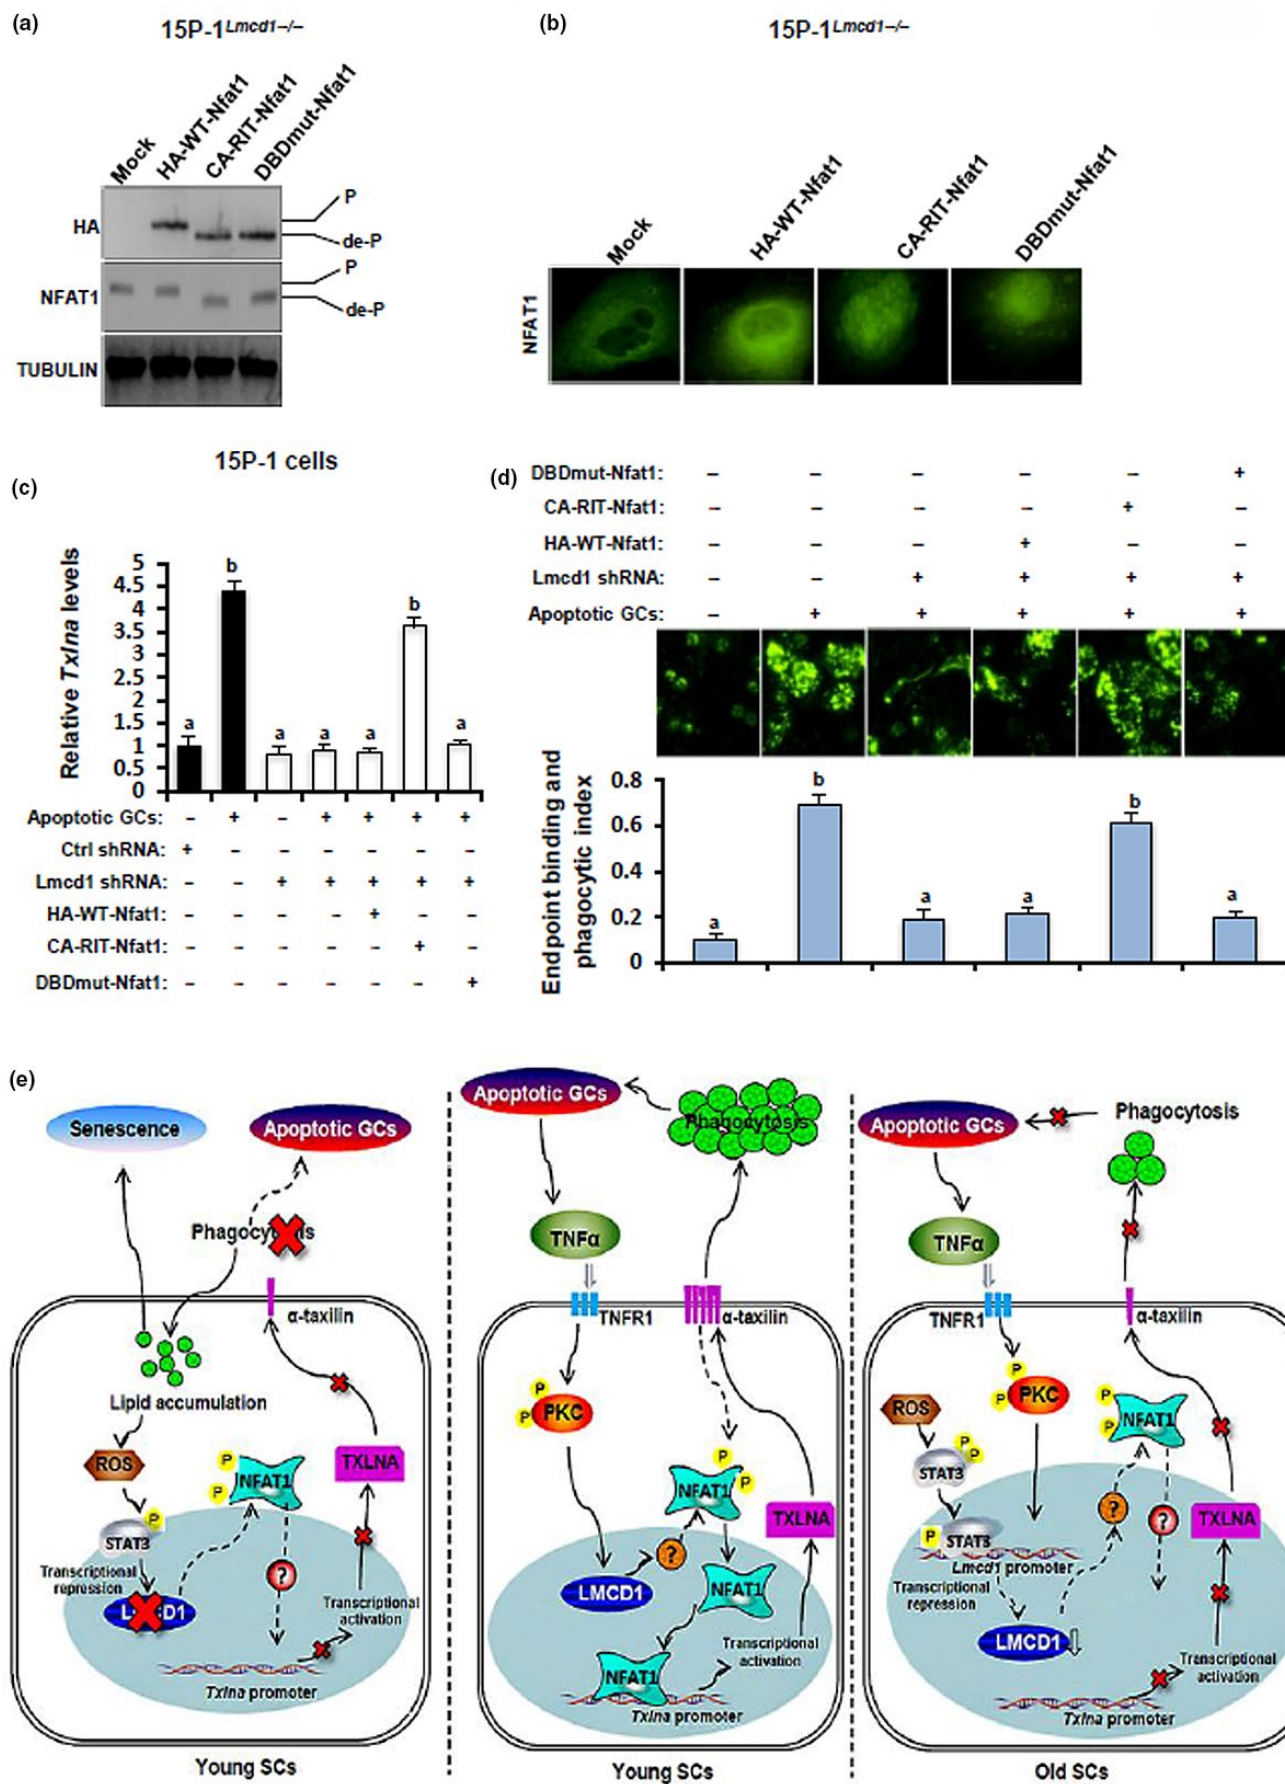 (a)
15P-1Lmcd1–/–
Mock
HA-WT-Nfat1
CA-RIT-Nfat1
DBDmut-Nfat1
HA
P
de-P
NFAT1
P
de-P
TUBULIN
(b)
15P-1Lmcd1–/–
Mock
HA-WT-Nfat1
CA-RIT-Nfat1
DBDmut-Nfat1
NFAT1
(c)
15P-1 cells
Relative Txlna levels
5
4.5
4
3.5
3
2.5
2
1.5
1
0.5
0
a
b
a
a
a
b
a
Apoptotic GCs: – + – + + + +
Ctrl shRNA: + – – – – – –
Lmcd1 shRNA: – – + + + + +
HA-WT-Nfat1: – – – – + – –
CA-RIT-Nfat1: – – – – – + –
DBDmut-Nfat1: – – – – – – +
(d)
DBDmut-Nfat1: – – – – – +
CA-RIT-Nfat1: – – – – + –
HA-WT-Nfat1: – – – + – –
Lmcd1 shRNA: – – + + + +
Apoptotic GCs: – + + + + +
Endpoint binding and
phagocytic index
0.8
0.6
0.4
0.2
0
a
b
a
a
b
a
(e)
Senescence
Apoptotic GCs
Phagocytosis
α-taxilin
Lipid accumulation
ROS
P
P
NFAT1
TXLNA
P
STAT3
Transcriptional
repression
LMCD1
?
Transcriptional
activation
Txlna promoter
Young SCs
Apoptotic GCs
Phagocytosis
TNFα
TNFR1
α-taxilin
P
P
PKC
P
P
NFAT1
TXLNA
?
LMCD1
NFAT1
NFAT1
Transcriptional
activation
Txlna promoter
Young SCs
Apoptotic GCs
Phagocytosis
TNFα
TNFR1
α-taxilin
P
P
PKC
ROS
P
P
NFAT1
P
P
STAT3
?
?
TXLNA
P
STAT3
Lmcd1 promoter
Transcriptional
repression
LMCD1
Transcriptional
activation
Txlna promoter
Old SCs